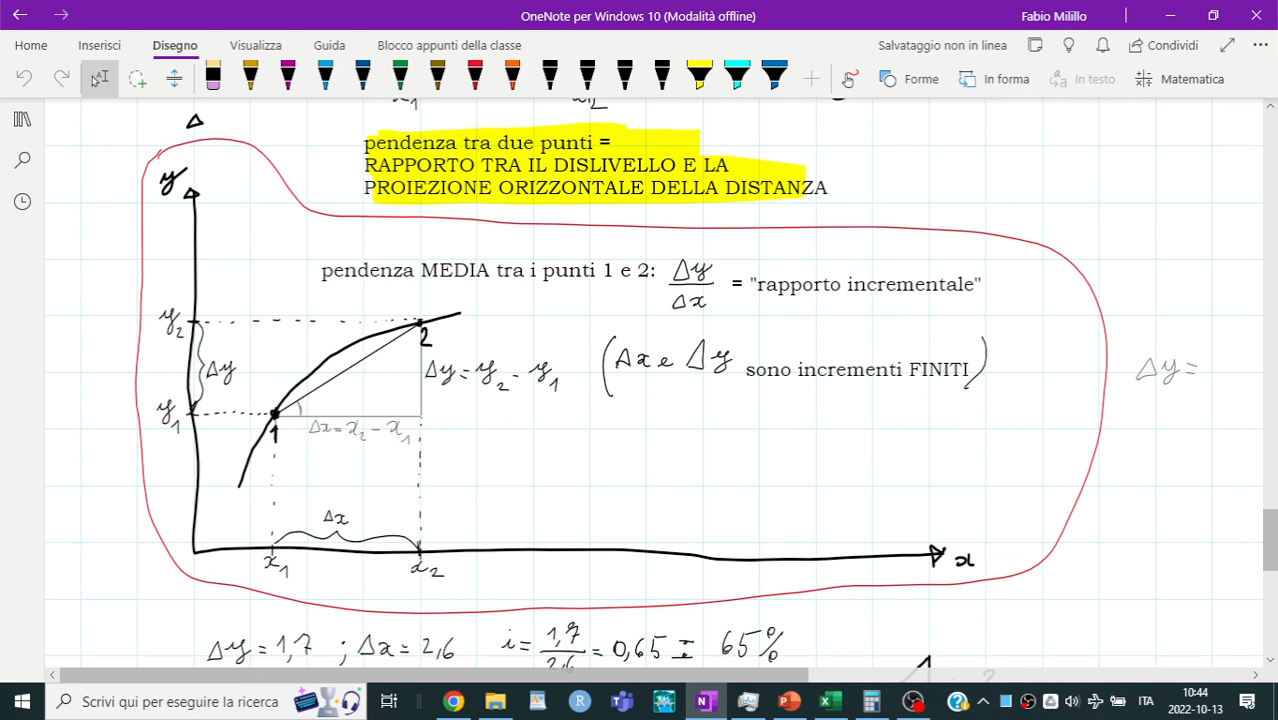 OneNote per Windows 10 (Modalità offline)
Fabio Milillo
Home Inserisci Disegno Visualizza Guida Blocco appunti della classe
Salvataggio non in linea Condividi
Forme In forma In testo Matematica
x₁ x₂
pendenza tra due punti =
RAPPORTO TRA IL DISLIVELLO E LA
PROIEZIONE ORIZZONTALE DELLA DISTANZA
y
pendenza MEDIA tra i punti 1 e 2: Δy/Δx = "rapporto incrementale"
y₂
2
Δy
Δy = y₂ - y₁
(Δx e Δy sono incrementi FINITI)
Δy =
y₁
1
Δx = x₂ - x₁
Δx
x₁ x₂
x
Δy = 1,7 ; Δx = 2,6 i = 1,7/2,6 = 0,65 = 65%
Scrivi qui per eseguire la ricerca
ITA
10:44
2022-10-13